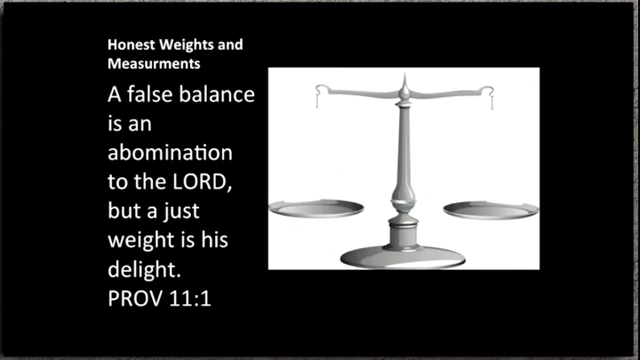 Honest Weights and
Measurments
A false balance
is an
abomination
to the LORD,
but a just
weight is his
delight.
PROV 11:1